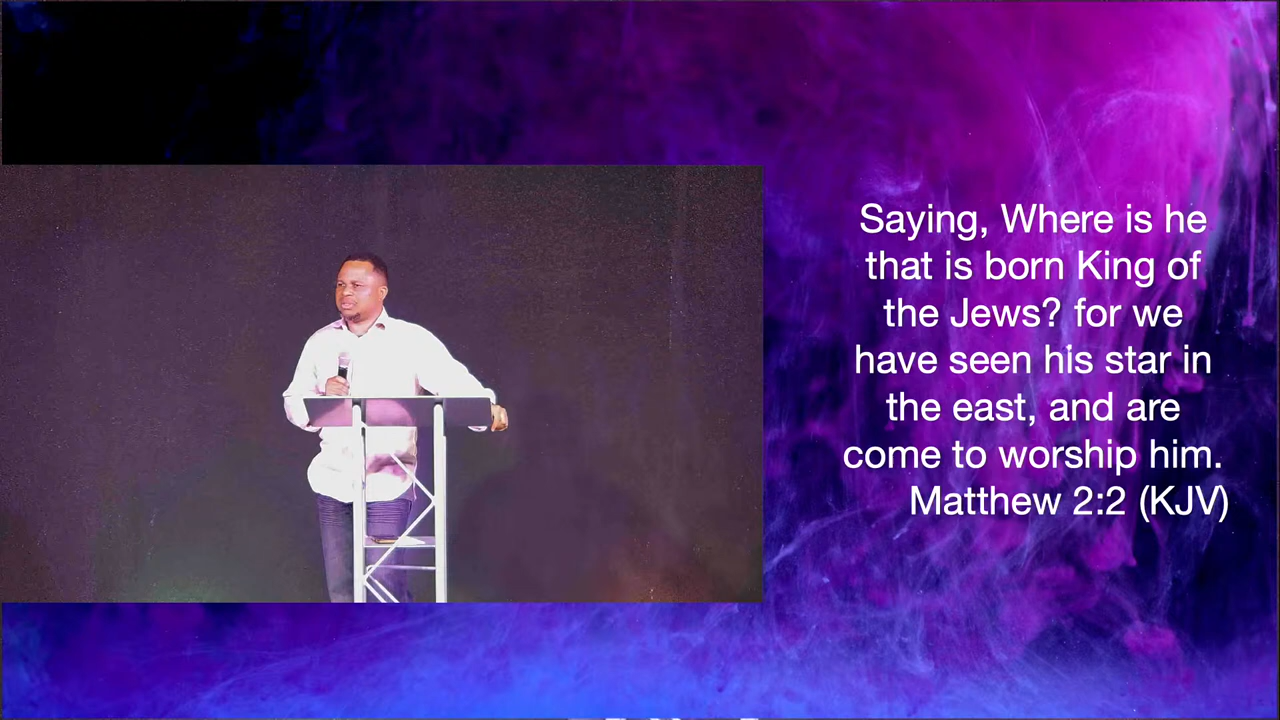 Saying, Where is he
that is born King of
the Jews? for we
have seen his star in
the east, and are
come to worship him.
Matthew 2:2 (KJV)